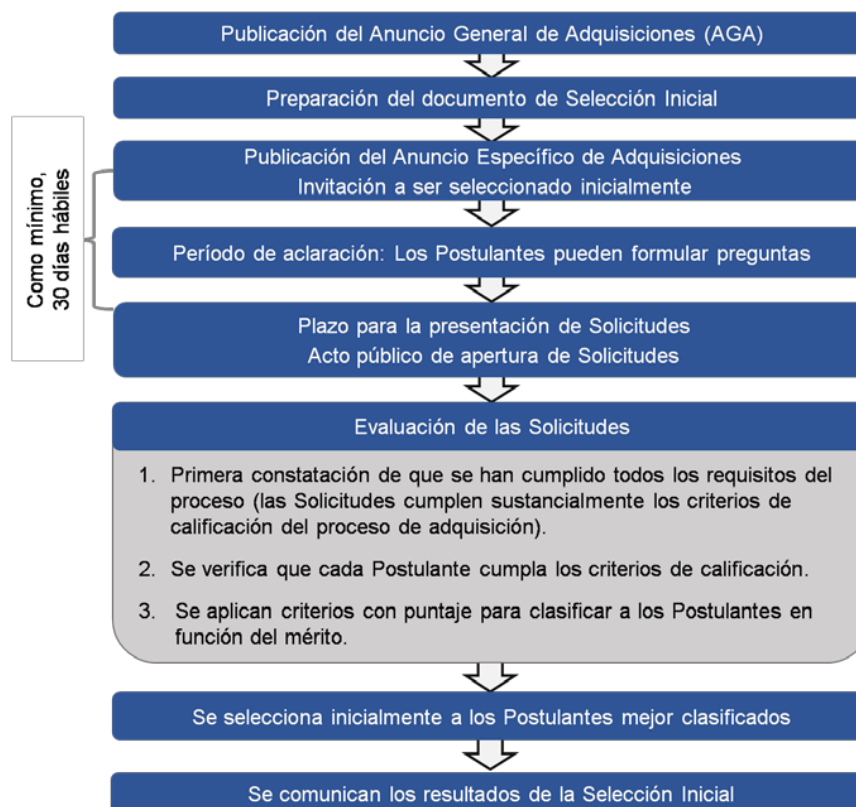 Publicación del Anuncio General de Adquisiciones (AGA)
Preparación del documento de Selección Inicial
Como mínimo,
30 días hábiles
Publicación del Anuncio Específico de Adquisiciones
Invitación a ser seleccionado inicialmente
Período de aclaración: Los Postulantes pueden formular preguntas
Plazo para la presentación de Solicitudes
Acto público de apertura de Solicitudes
Evaluación de las Solicitudes
1. Primera constatación de que se han cumplido todos los requisitos del
proceso (las Solicitudes cumplen sustancialmente los criterios de
calificación del proceso de adquisición).
2. Se verifica que cada Postulante cumpla los criterios de calificación.
3. Se aplican criterios con puntaje para clasificar a los Postulantes en
función del mérito.
Se selecciona inicialmente a los Postulantes mejor clasificados
Se comunican los resultados de la Selección Inicial